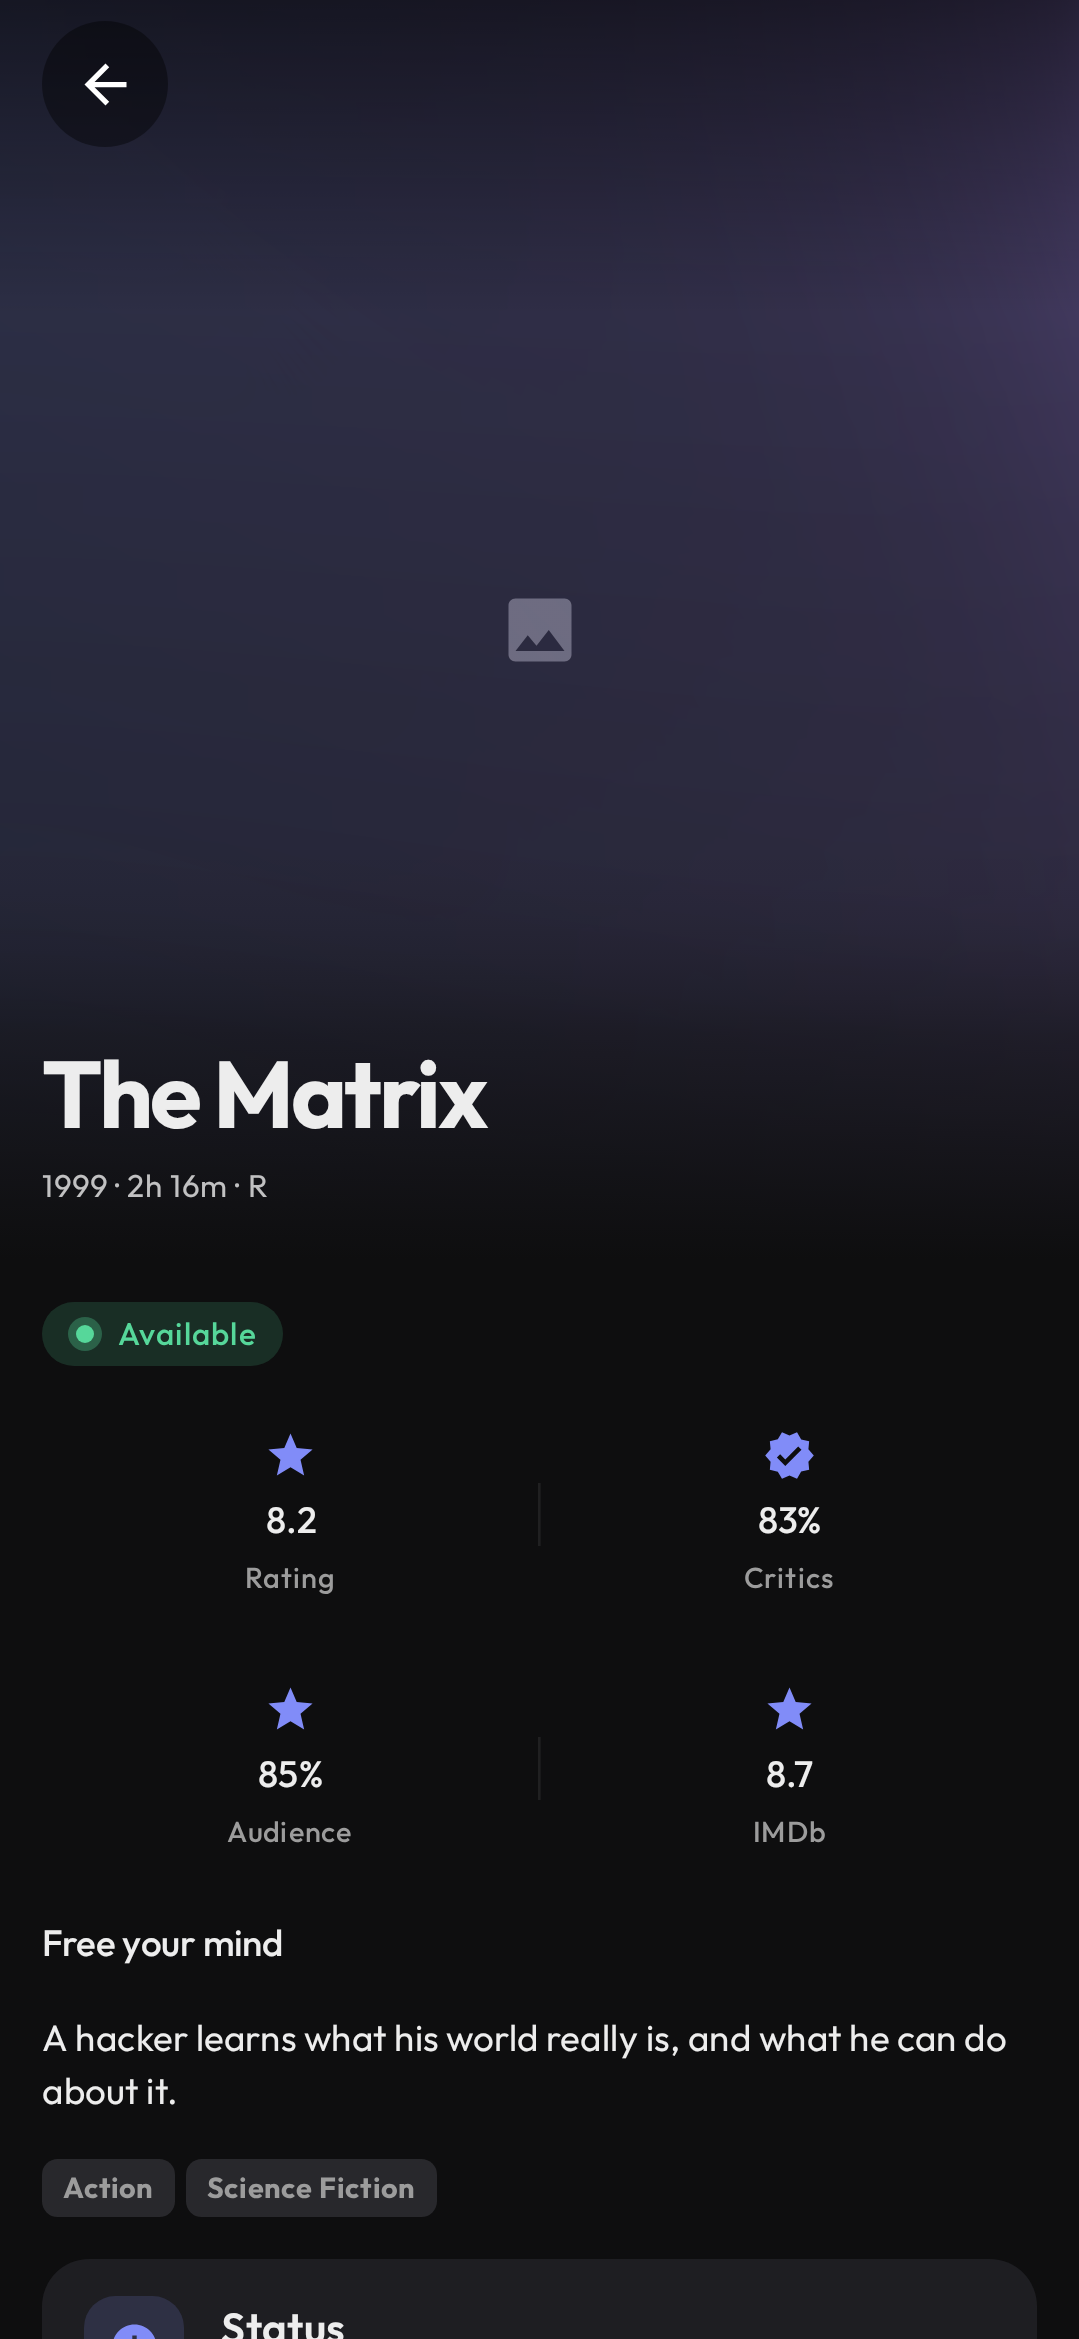 The Matrix
1999 · 2h 16m · R
Available
8.2
Rating
83%
Critics
85%
Audience
8.7
IMDb
Free your mind
A hacker learns what his world really is, and what he can do
about it.
Action
Science Fiction
Status